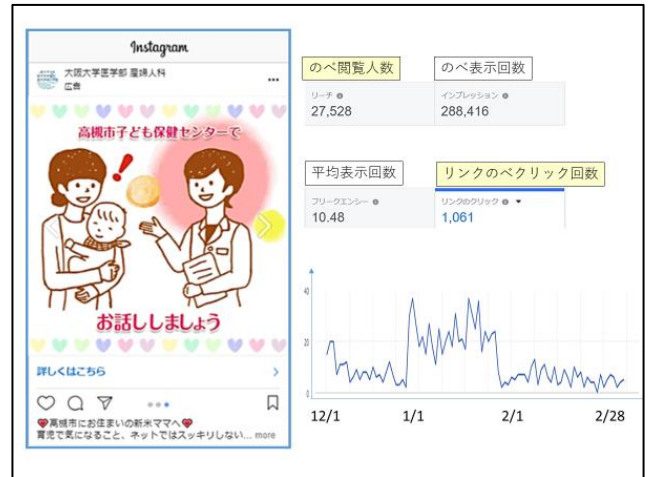 Instagram
大阪大学医学部 産婦人科
広告
高槻市子ども保健センターで
お話ししましょう
詳しくはこちら
❤高槻市にお住まいの新米ママへ❤
育児で気になること、ネットではスッキリしない... more
のべ閲覧人数
のべ表示回数
リーチ
インプレッション
27,528
288,416
平均表示回数
リンクのべクリック回数
フリークエンシー
リンクのクリック
10.48
1,061
40
20
0
12/1
1/1
2/1
2/28